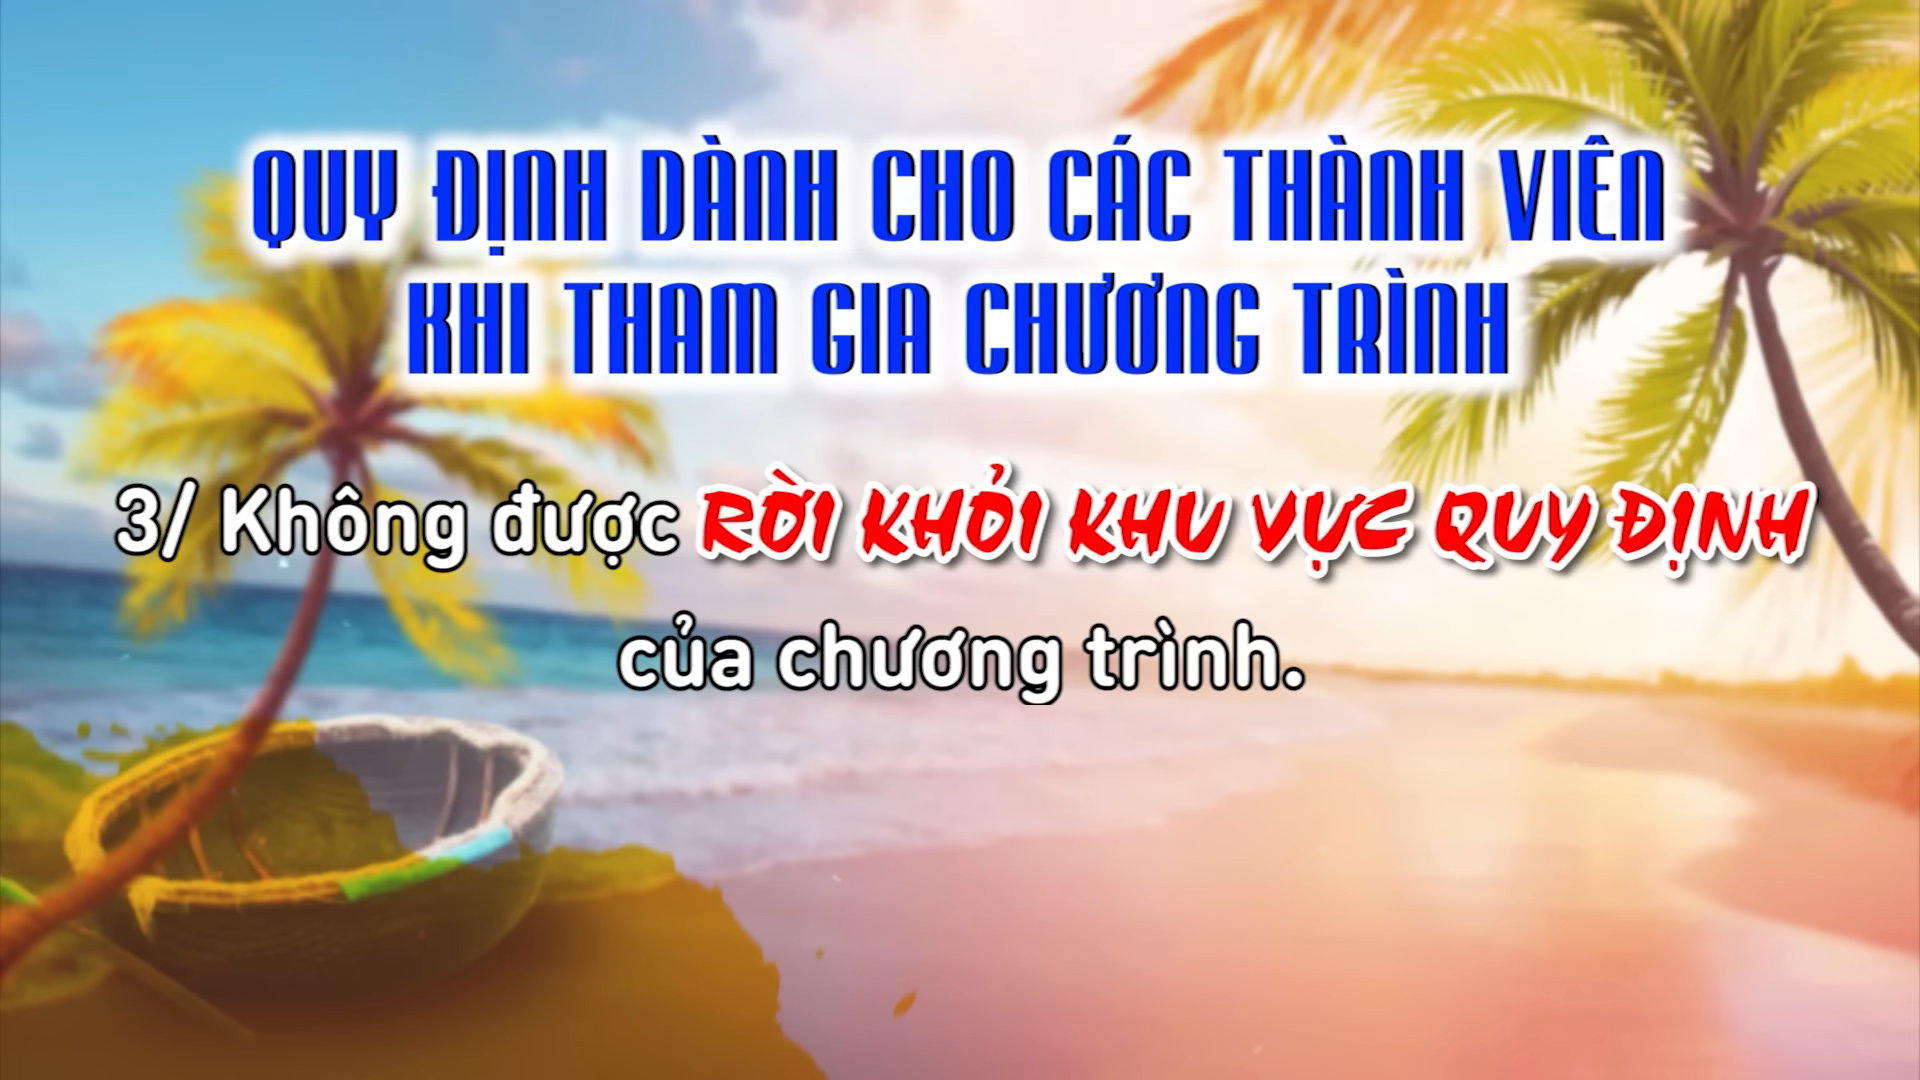 QUY ĐỊNH DÀNH CHO CÁC THÀNH VIÊN
KHI THAM GIA CHƯƠNG TRÌNH
3/ Không được RỜI KHỎI KHU VỰC QUY ĐỊNH
của chương trình.